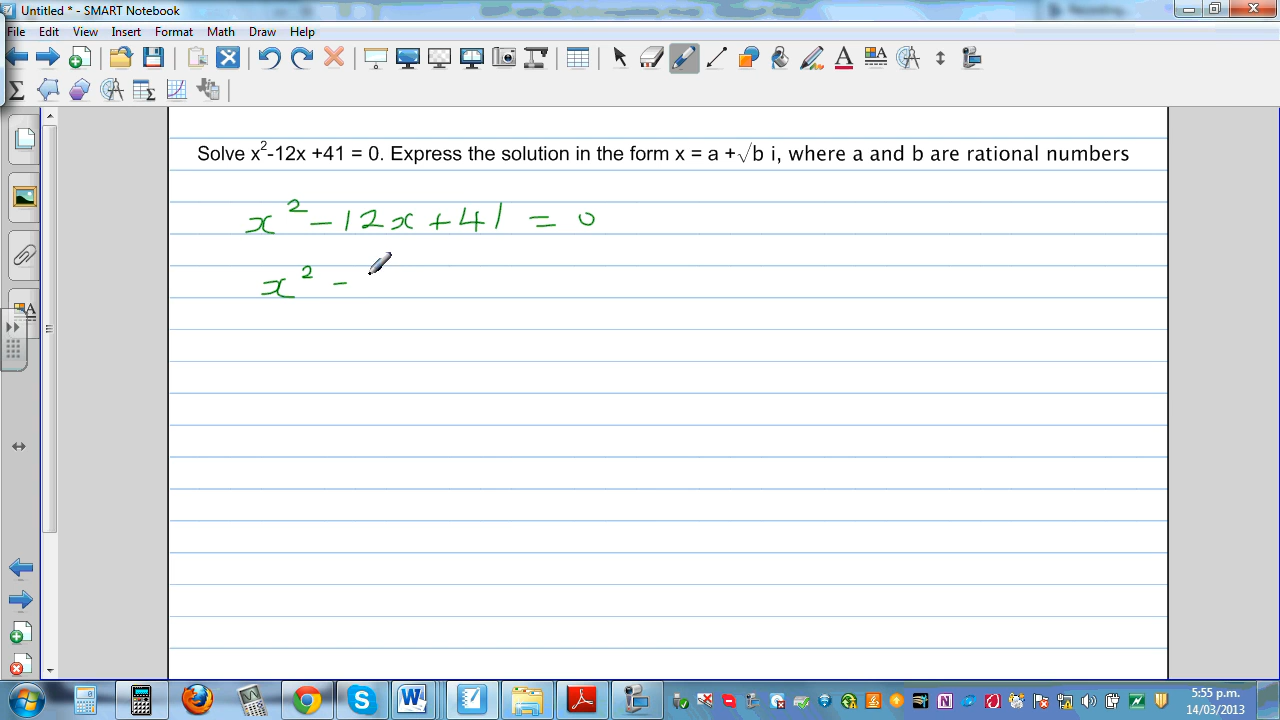 Untitled * - SMART Notebook
File Edit View Insert Format Math Draw Help
Solve x²-12x +41 = 0. Express the solution in the form x = a +√b i, where a and b are rational numbers
x² - 12x + 41 = 0
x² -
5:55 p.m.
14/03/2013